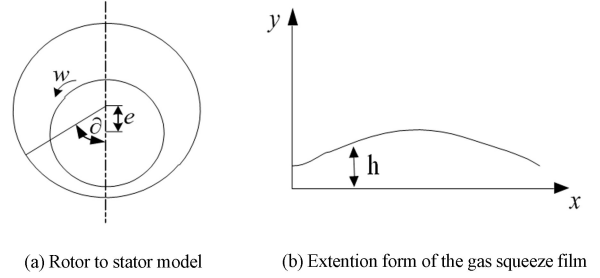 w
∂
e
(a) Rotor to stator model
y
h
x
(b) Extention form of the gas squeeze film